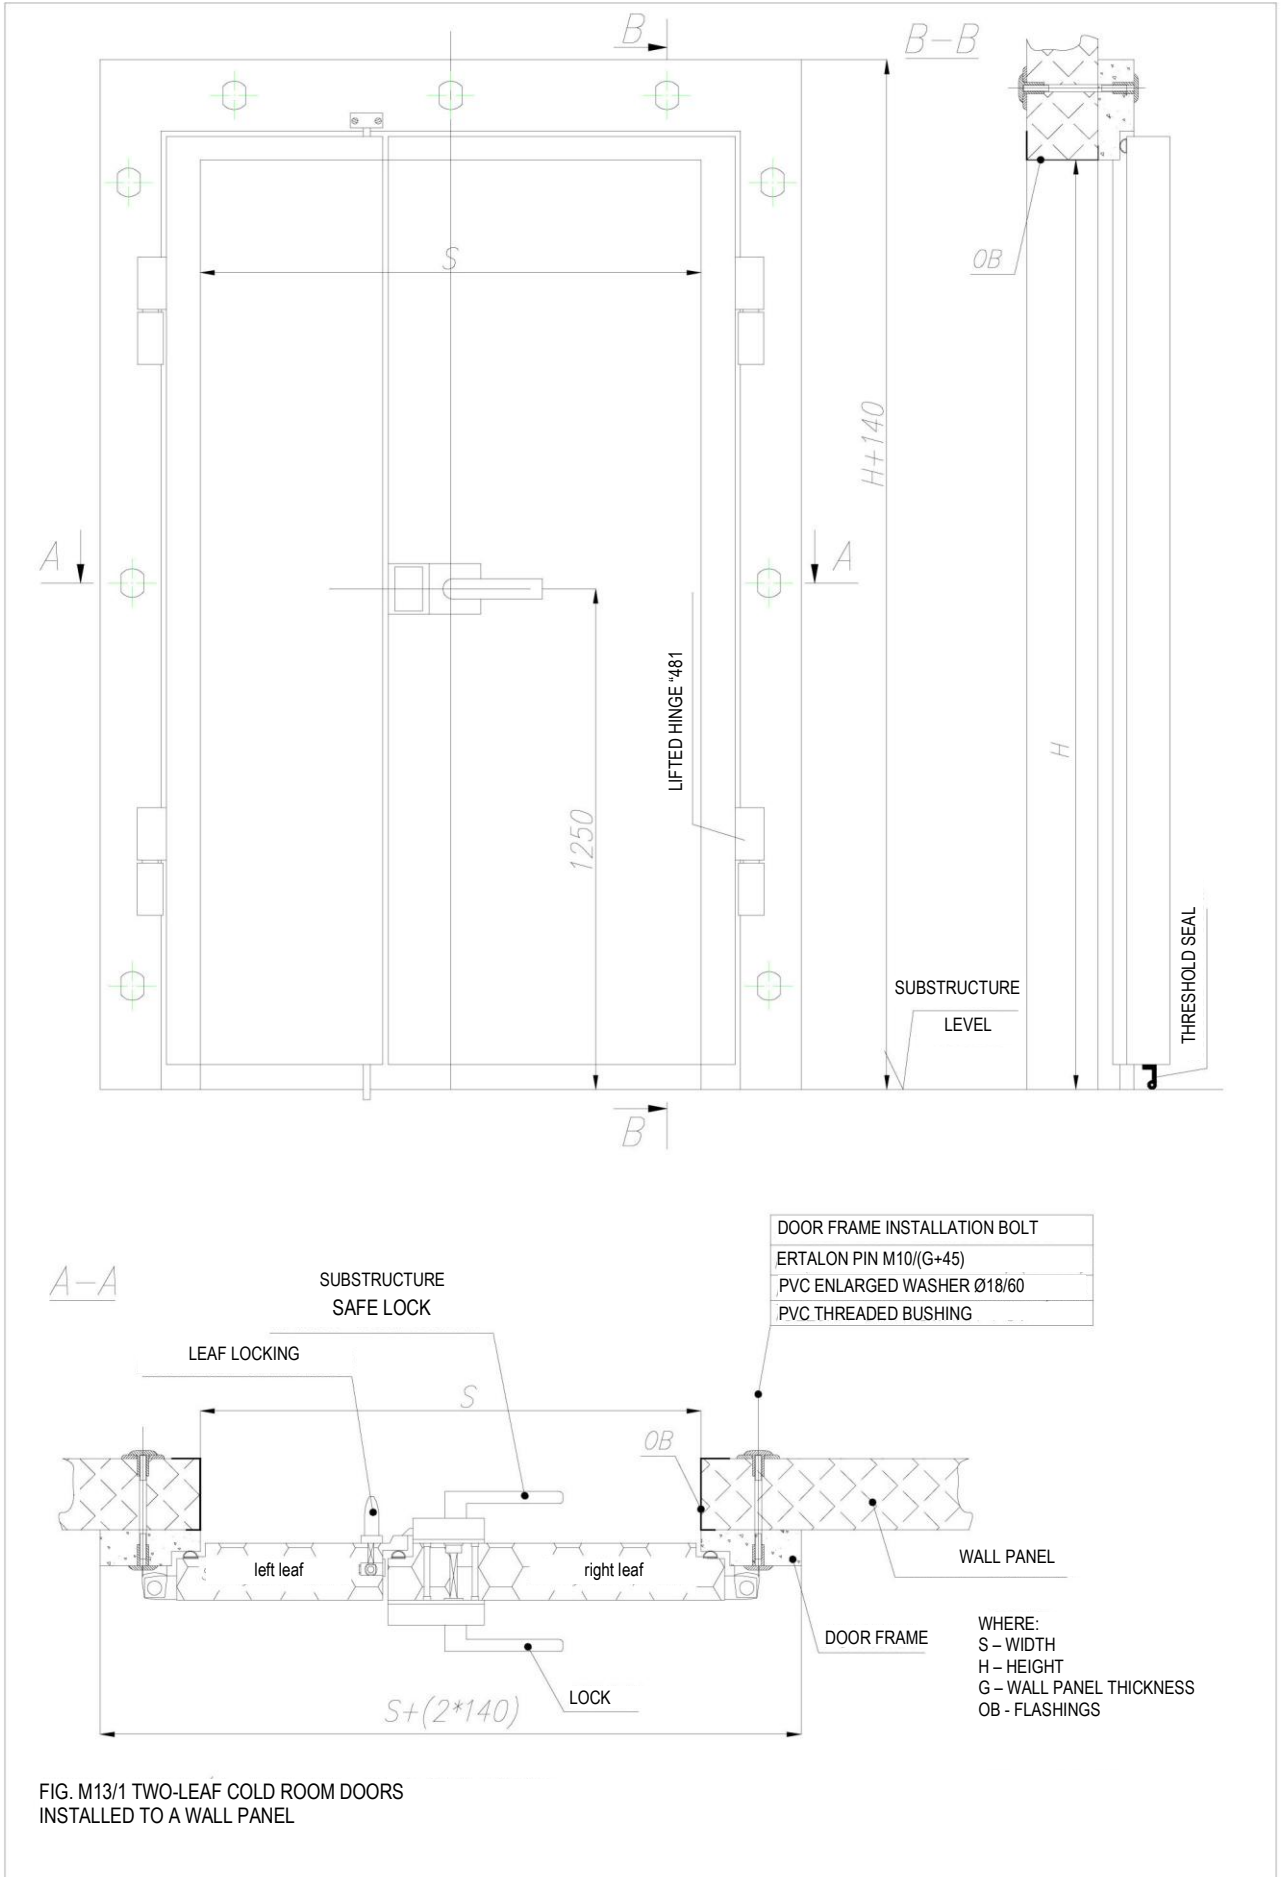 B
B-B
S
OB
H+140
A
A
LIFTED HINGE “481
H
1250
THRESHOLD SEAL
SUBSTRUCTURE
LEVEL
B
DOOR FRAME INSTALLATION BOLT
ERTALON PIN M10/(G+45)
PVC ENLARGED WASHER Ø18/60
PVC THREADED BUSHING
A-A
SUBSTRUCTURE
SAFE LOCK
LEAF LOCKING
S
OB
left leaf
right leaf
WALL PANEL
DOOR FRAME
WHERE:
S – WIDTH
H – HEIGHT
G – WALL PANEL THICKNESS
OB - FLASHINGS
LOCK
S+(2*140)
FIG. M13/1 TWO-LEAF COLD ROOM DOORS
INSTALLED TO A WALL PANEL